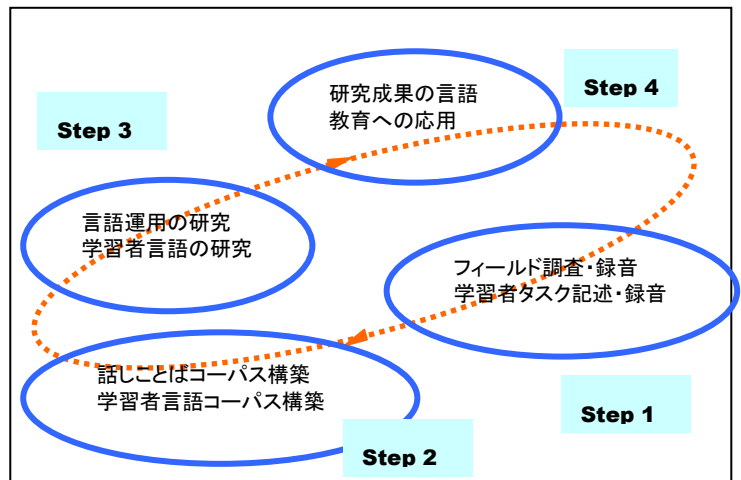 研究成果の言語
教育への応用
Step 4
Step 3
言語運用の研究
学習者言語の研究
フィールド調査・録音
学習者タスク記述・録音
話しことばコーパス構築
学習者言語コーパス構築
Step 1
Step 2